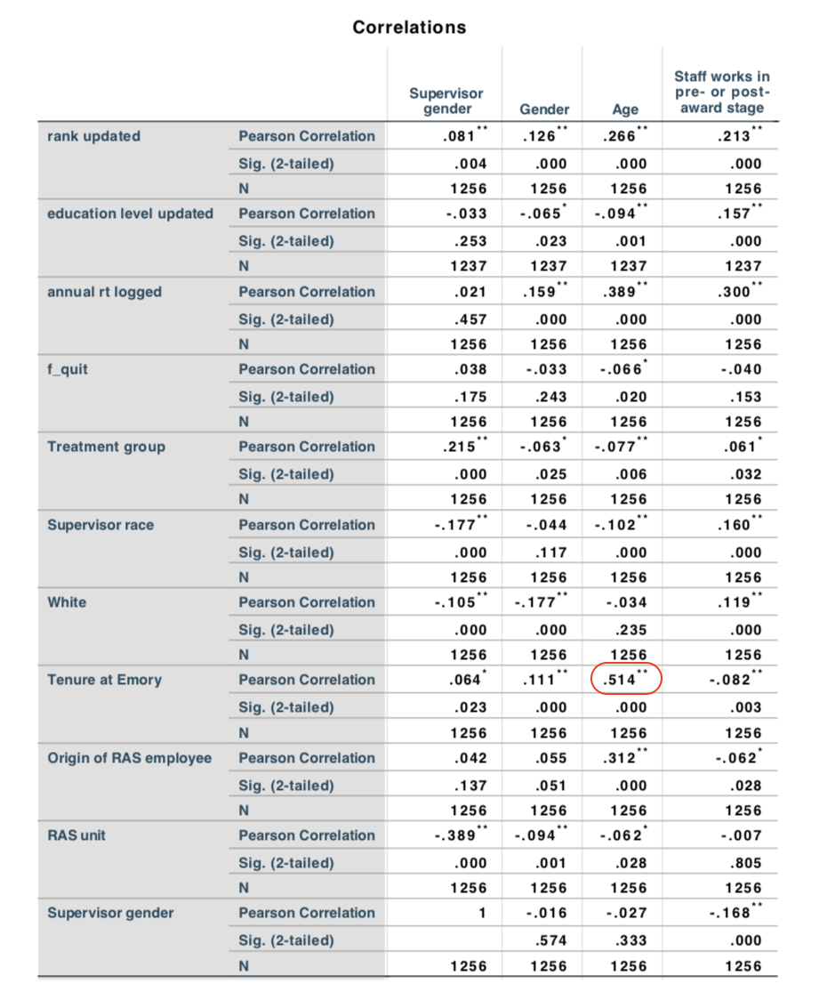 Correlations
Supervisor gender Gender Age Staff works in pre- or post-award stage
rank updated Pearson Correlation .081** .126** .266** .213**
Sig. (2-tailed) .004 .000 .000 .000
N 1256 1256 1256 1256
education level updated Pearson Correlation -.033 -.065* -.094** .157**
Sig. (2-tailed) .253 .023 .001 .000
N 1237 1237 1237 1237
annual rt logged Pearson Correlation .021 .159** .389** .300**
Sig. (2-tailed) .457 .000 .000 .000
N 1256 1256 1256 1256
f_quit Pearson Correlation .038 -.033 -.066* -.040
Sig. (2-tailed) .175 .243 .020 .153
N 1256 1256 1256 1256
Treatment group Pearson Correlation .215** -.063* -.077** .061*
Sig. (2-tailed) .000 .025 .006 .032
N 1256 1256 1256 1256
Supervisor race Pearson Correlation -.177** -.044 -.102** .160**
Sig. (2-tailed) .000 .117 .000 .000
N 1256 1256 1256 1256
White Pearson Correlation -.105** -.177** -.034 .119**
Sig. (2-tailed) .000 .000 .235 .000
N 1256 1256 1256 1256
Tenure at Emory Pearson Correlation .064* .111** .514** -.082**
Sig. (2-tailed) .023 .000 .000 .003
N 1256 1256 1256 1256
Origin of RAS employee Pearson Correlation .042 .055 .312** -.062*
Sig. (2-tailed) .137 .051 .000 .028
N 1256 1256 1256 1256
RAS unit Pearson Correlation -.389** -.094** -.062* -.007
Sig. (2-tailed) .000 .001 .028 .805
N 1256 1256 1256 1256
Supervisor gender Pearson Correlation 1 -.016 -.027 -.168**
Sig. (2-tailed) .574 .333 .000
N 1256 1256 1256 1256